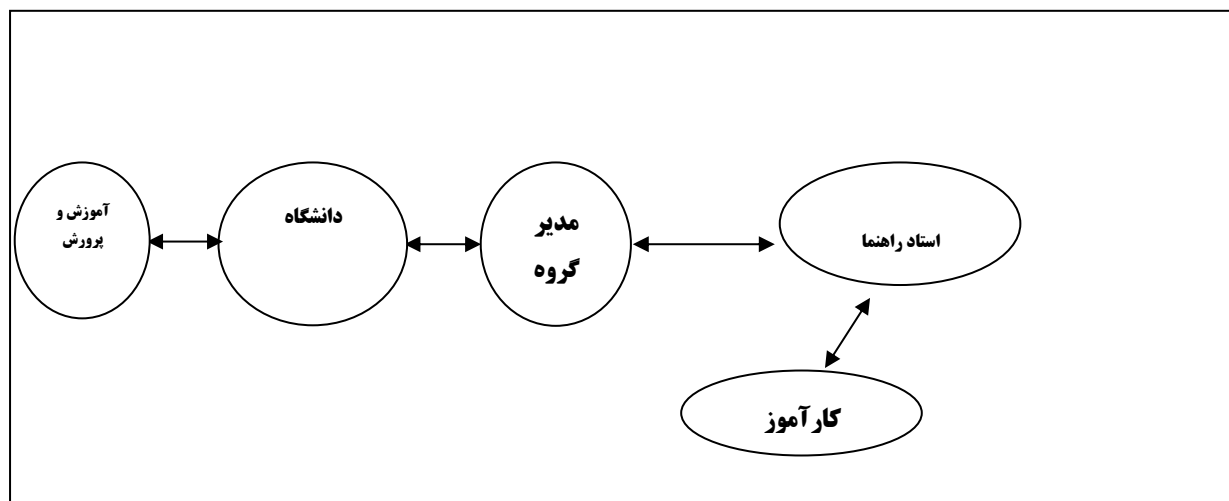 استاد راهنما
مدیر
گروه
دانشگاه
آموزش و
پرورش
کارآموز